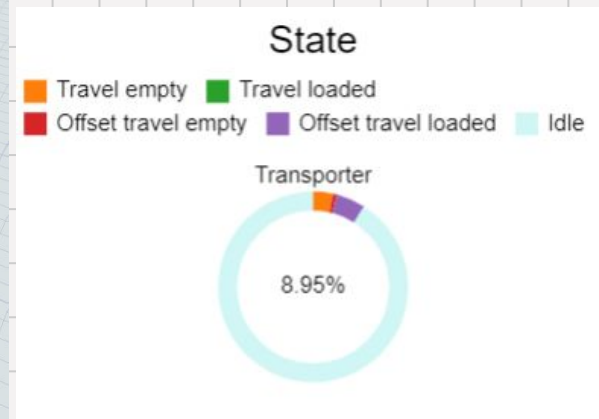 State
Travel empty Travel loaded
Offset travel empty Offset travel loaded Idle
Transporter
8.95%